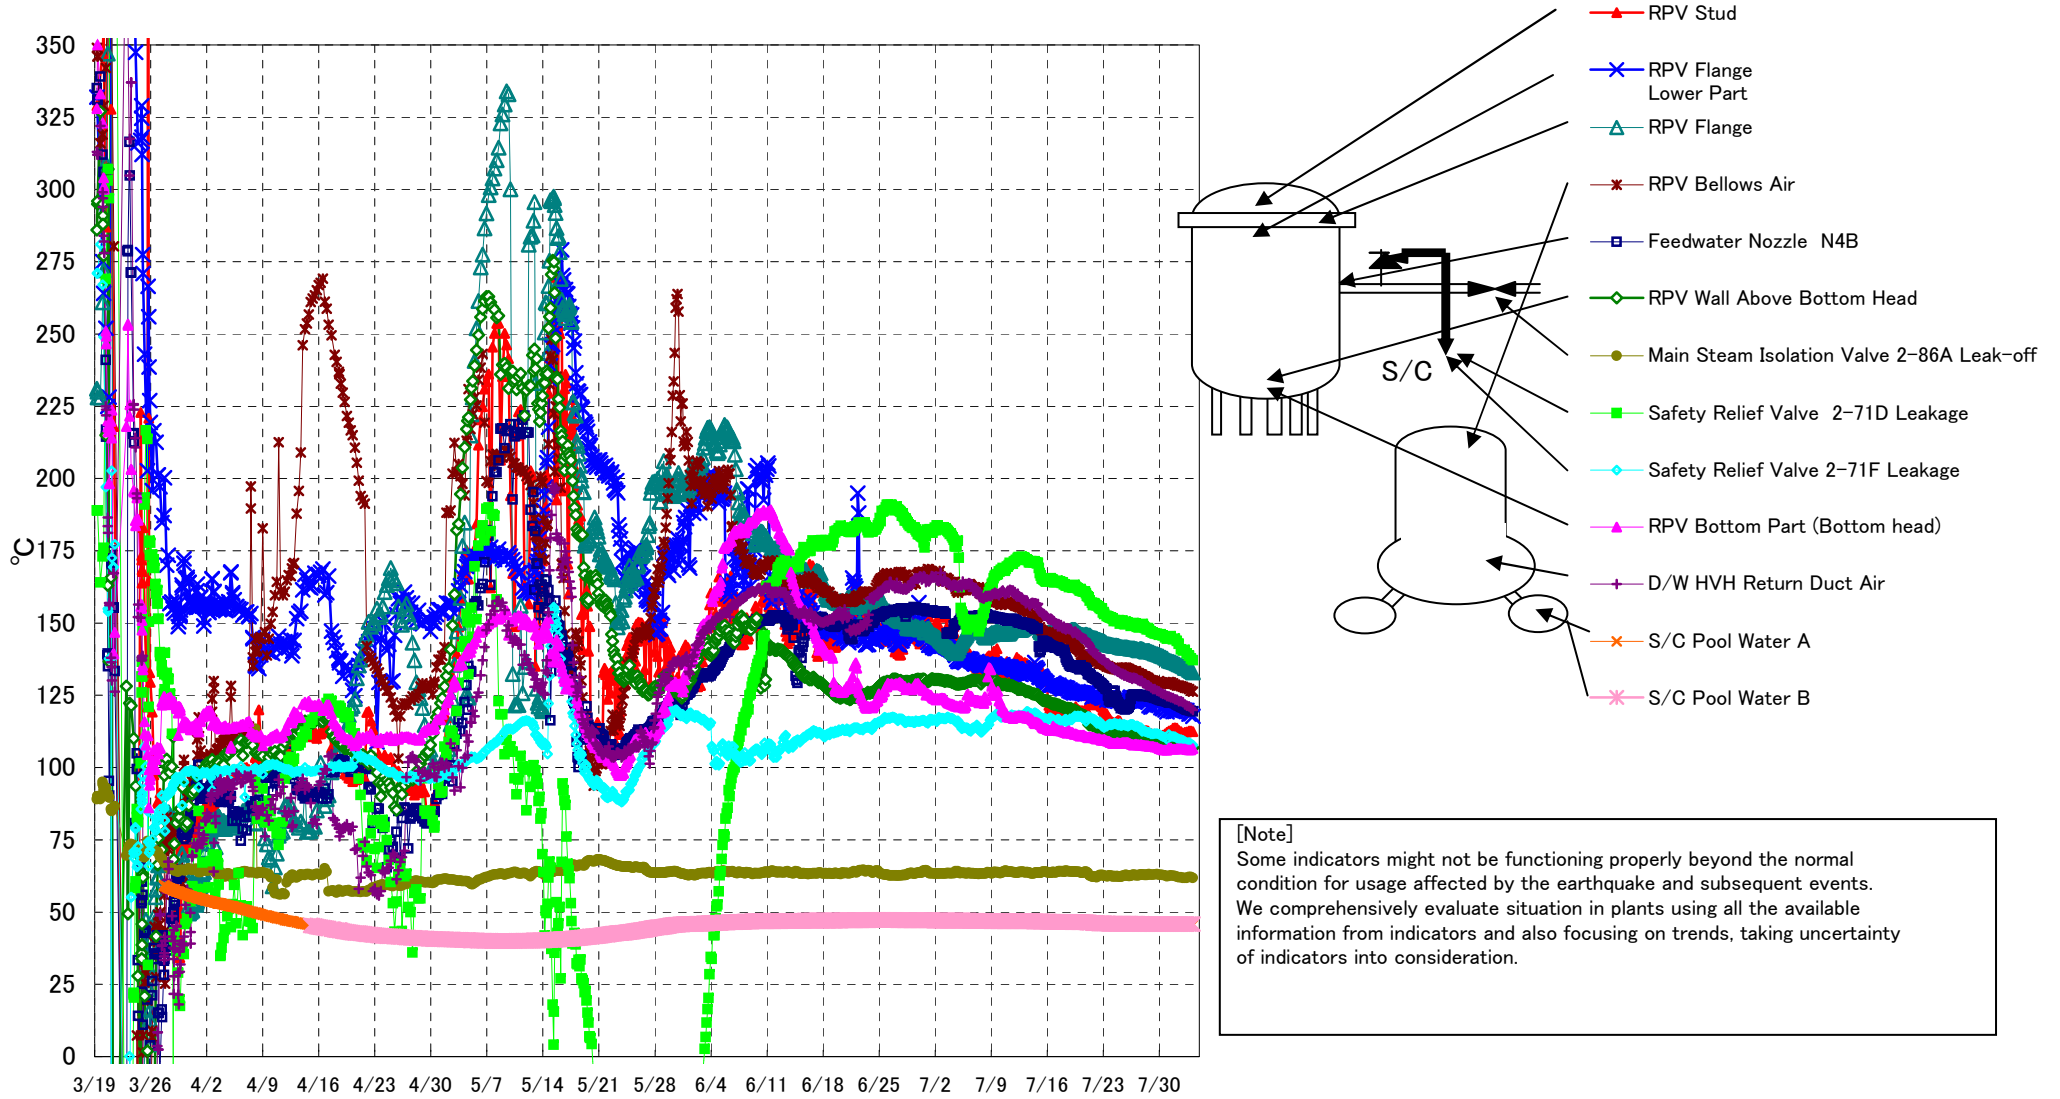 350
325
300
275
250
225
200
175
150
125
100
75
50
25
0
℃
3/19 3/26 4/2 4/9 4/16 4/23 4/30 5/7 5/14 5/21 5/28 6/4 6/11 6/18 6/25 7/2 7/9 7/16 7/23 7/30
RPV Stud
RPV Flange
Lower Part
RPV Flange
RPV Bellows Air
Feedwater Nozzle N4B
RPV Wall Above Bottom Head
Main Steam Isolation Valve 2-86A Leak-off
Safety Relief Valve 2-71D Leakage
Safety Relief Valve 2-71F Leakage
RPV Bottom Part (Bottom head)
D/W HVH Return Duct Air
S/C Pool Water A
S/C Pool Water B
S/C
[Note]
Some indicators might not be functioning properly beyond the normal
condition for usage affected by the earthquake and subsequent events.
We comprehensively evaluate situation in plants using all the available
information from indicators and also focusing on trends, taking uncertainty
of indicators into consideration.